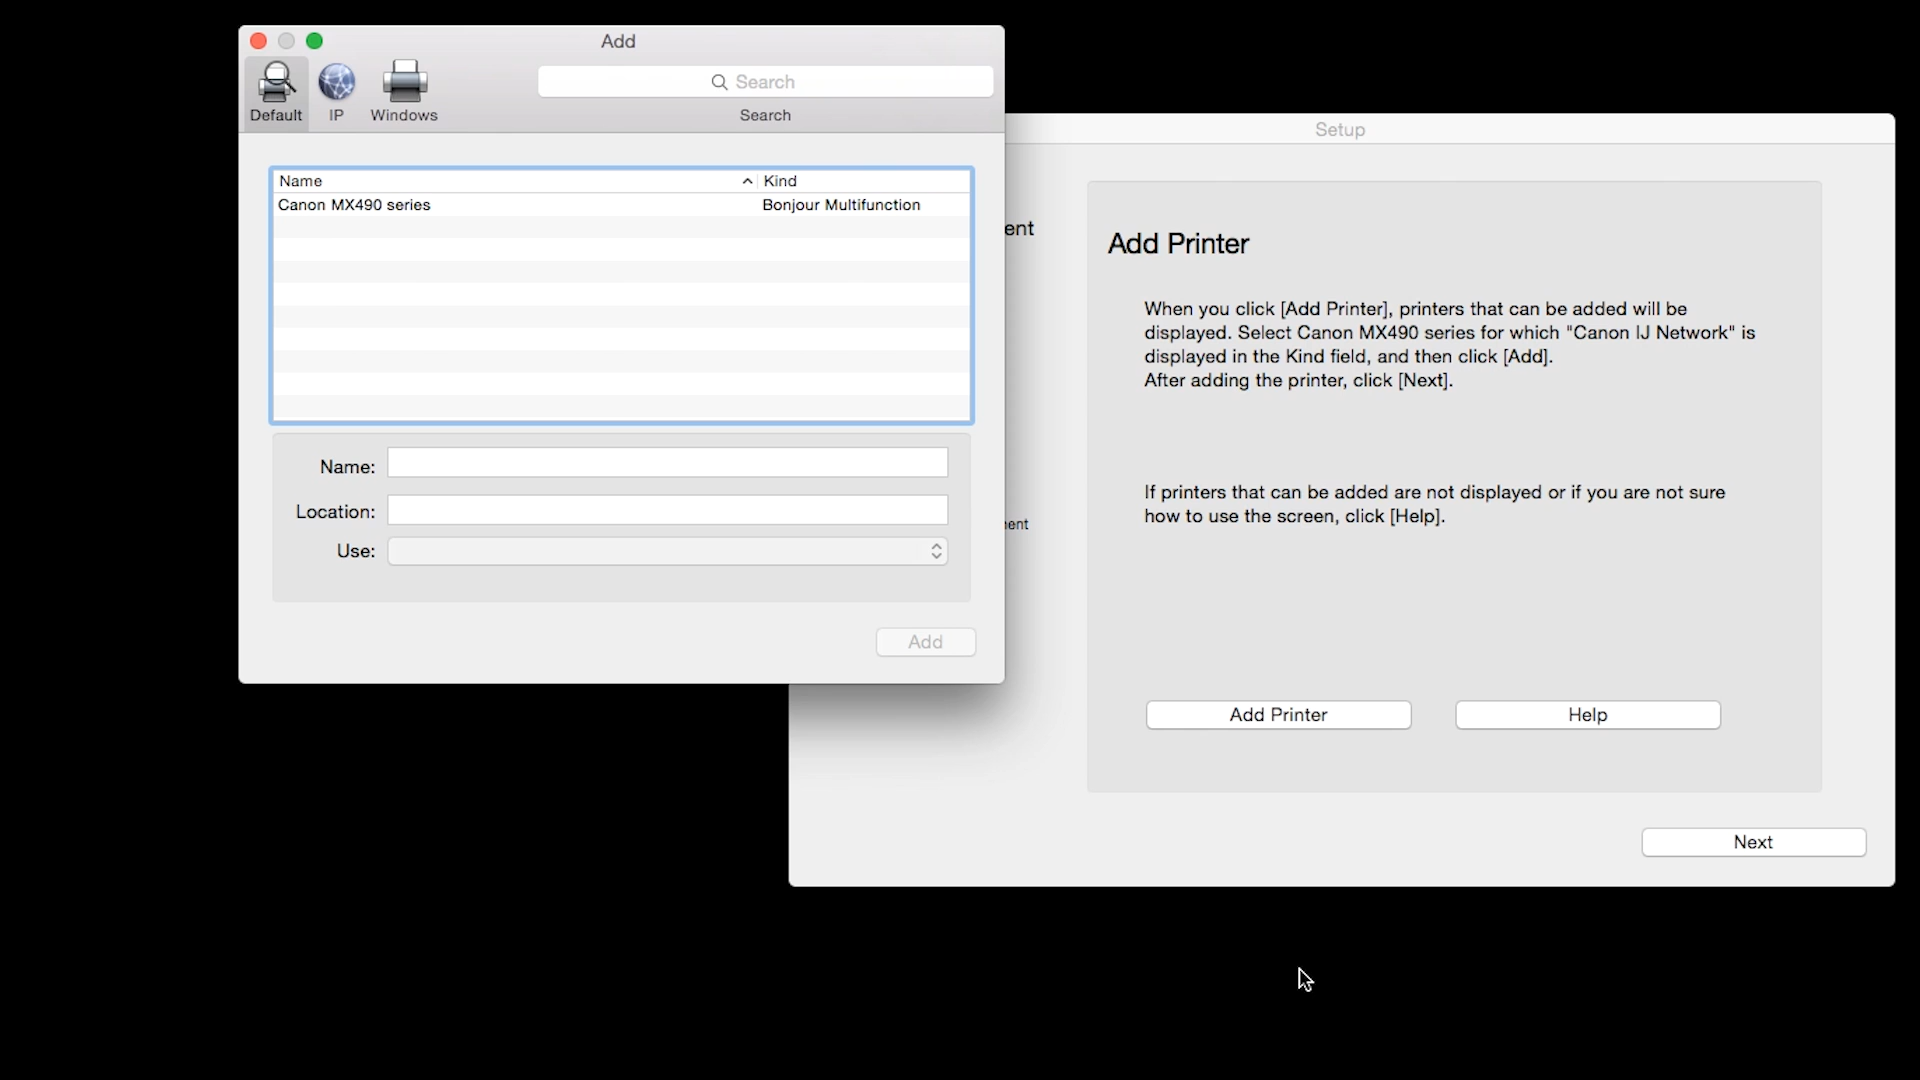 Add
Default
IP
Windows
Search
Search
Name
Kind
Canon MX490 series
Bonjour Multifunction
Name:
Location:
Use:
Add
Setup
ent
Add Printer
When you click [Add Printer], printers that can be added will be
displayed. Select Canon MX490 series for which "Canon IJ Network" is
displayed in the Kind field, and then click [Add].
After adding the printer, click [Next].
If printers that can be added are not displayed or if you are not sure
how to use the screen, click [Help].
ent
Add Printer
Help
Next